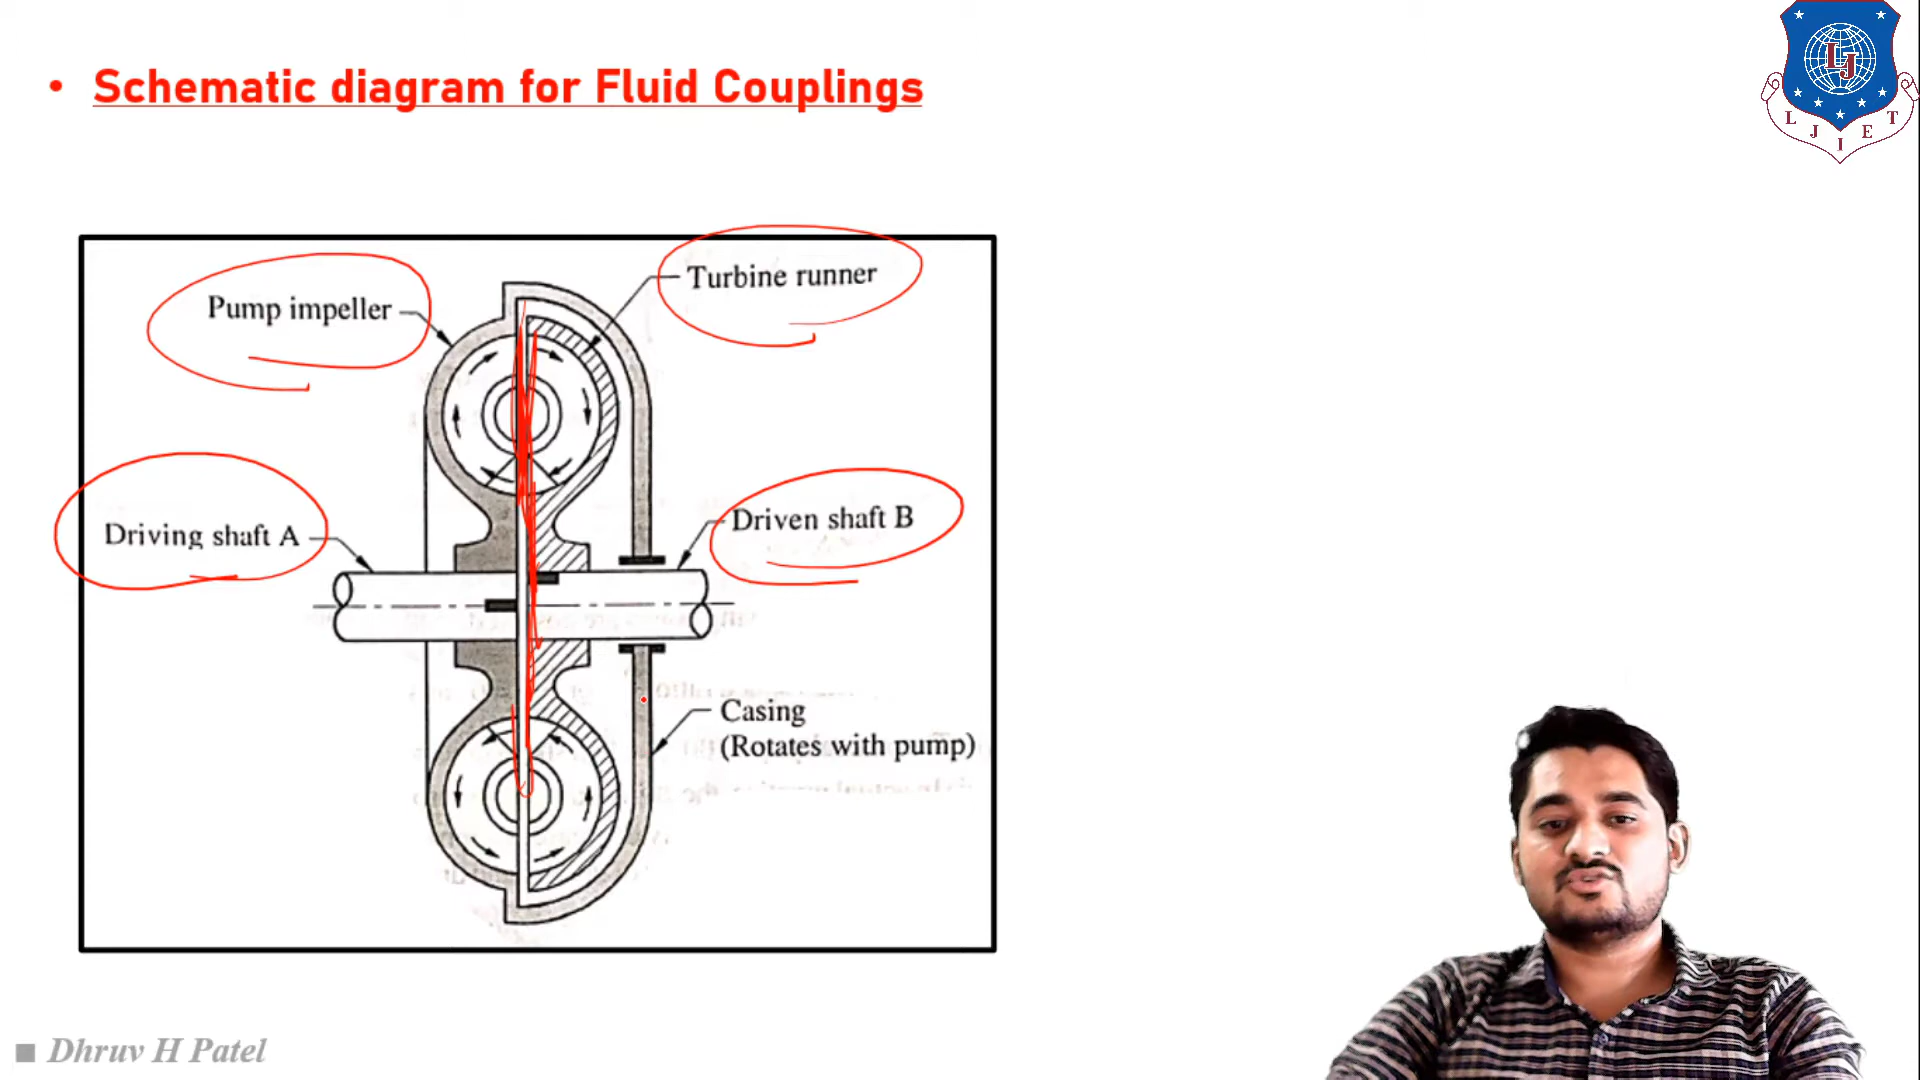 • Schematic diagram for Fluid Couplings
L J I E T
LJ
Turbine runner
Pump impeller
Driving shaft A
Driven shaft B
Casing
(Rotates with pump)
■ Dhruv H Patel